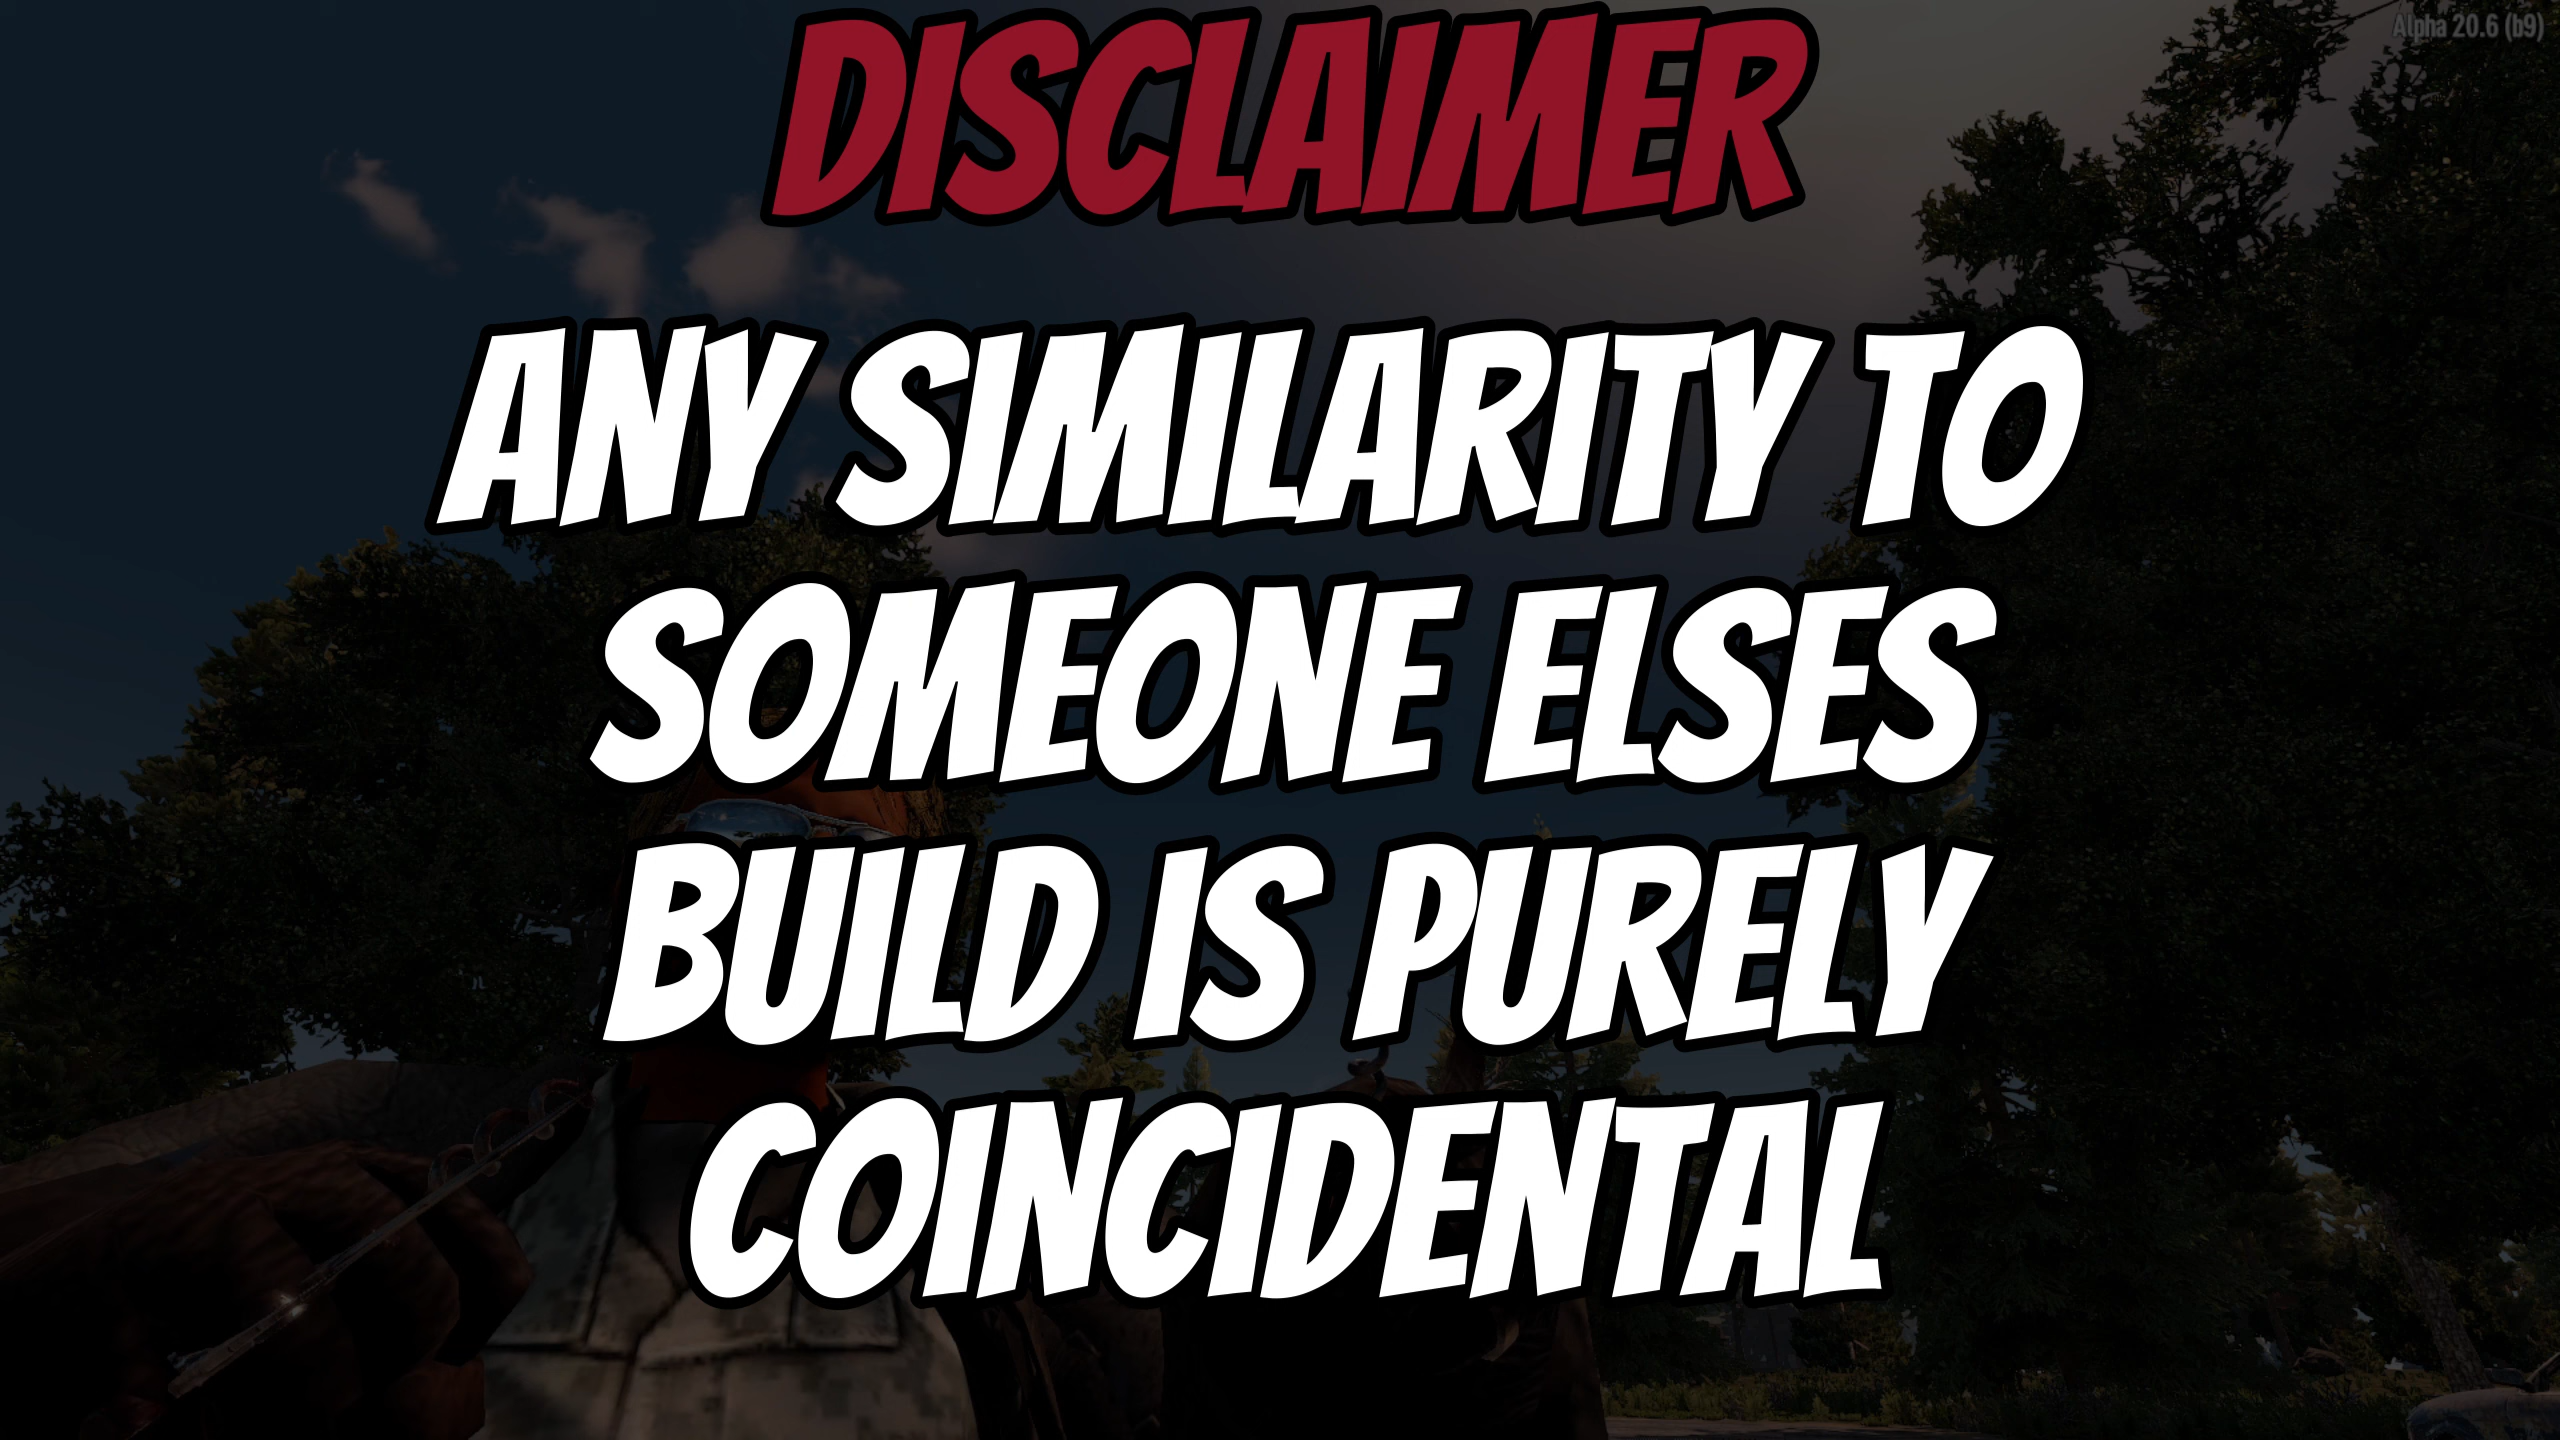 Alpha 20.6 (b9)
DISCLAIMER
ANY SIMILARITY TO
SOMEONE ELSES
BUILD IS PURELY
COINCIDENTAL